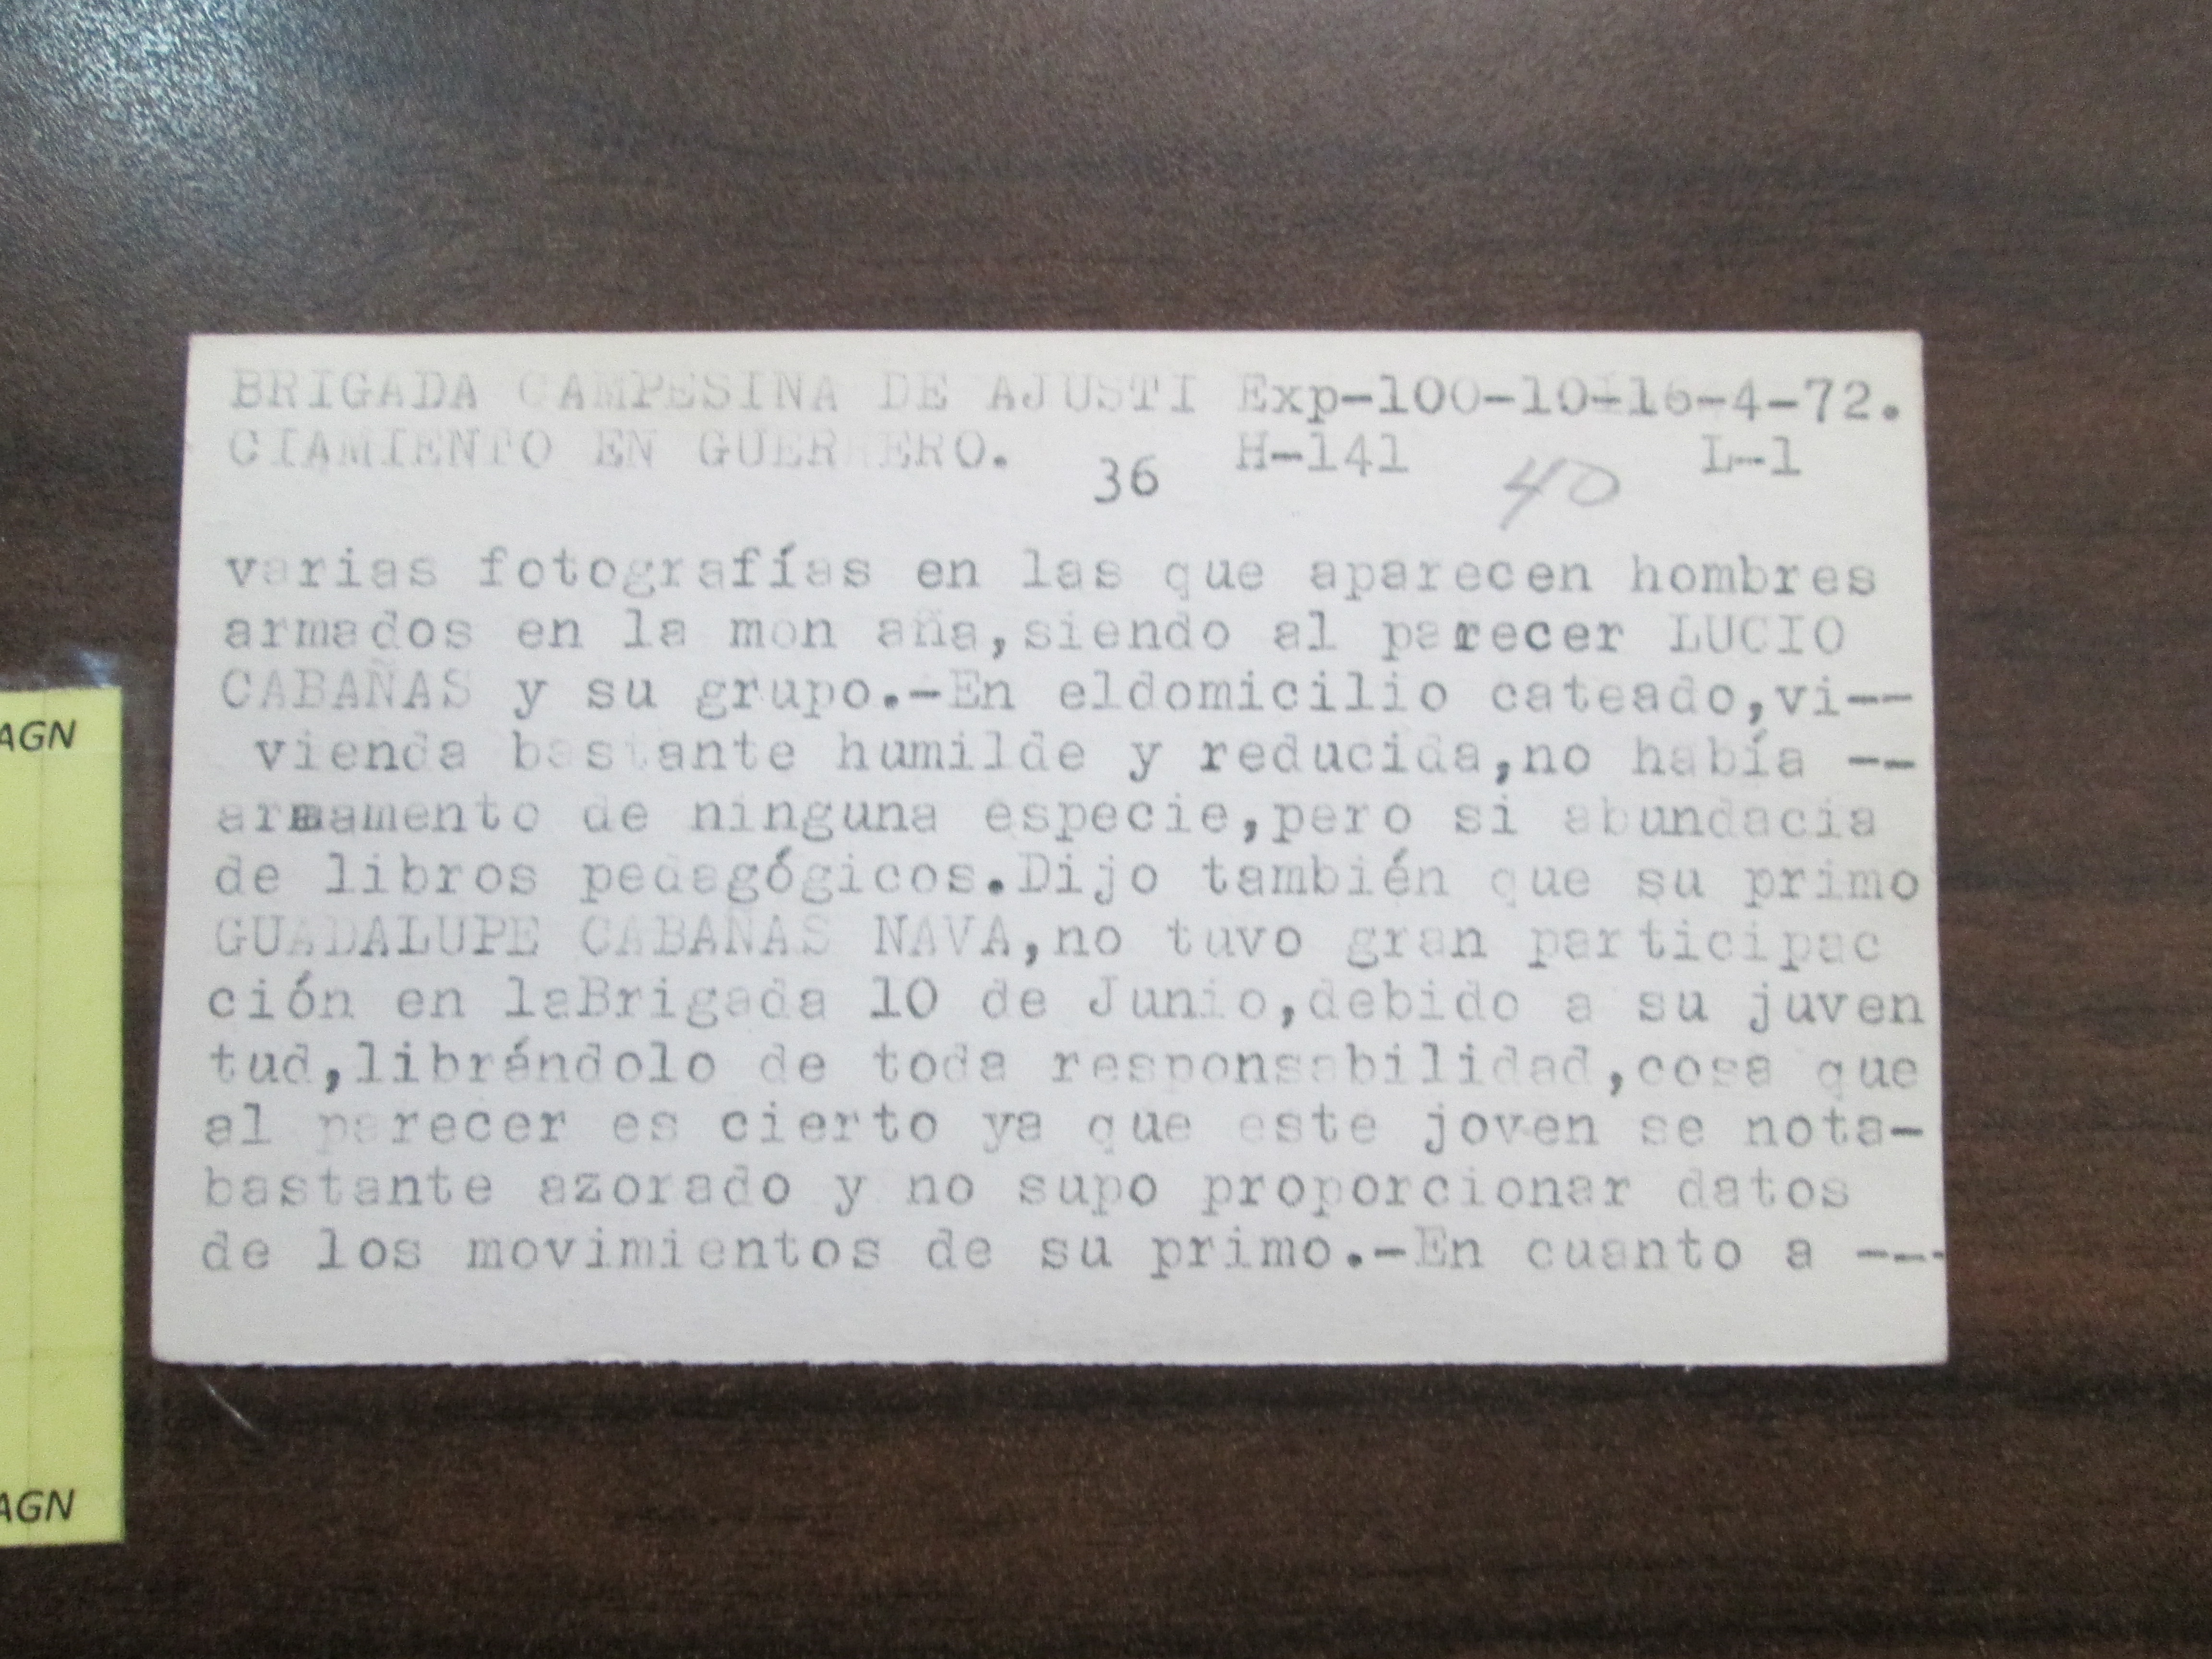 BRIGADA CAMPESINA DE AJUSTI Exp-100-10-16-4-72.
CIAMIENTO EN GUERRERO. 36 H-141 40 L-1
varias fotografías en las que aparecen hombres
armados en la mon aña,siendo al parecer LUCIO
CABAÑAS y su grupo.-En eldomicilio cateado,vi--
vienda bastante humilde y reducida,no había --
armamento de ninguna especie,pero si abundacia
de libros pedagógicos.Dijo también que su primo
GUADALUPE CABAÑAS NAVA,no tuvo gran participac
ción en laBrigada 10 de Junio,debido a su juven
tud,librándolo de toda responsabilidad,cosa que
al parecer es cierto ya que este joven se nota-
bastante azorado y no supo proporcionar datos
de los movimientos de su primo.-En cuanto a ---
AGN
AGN